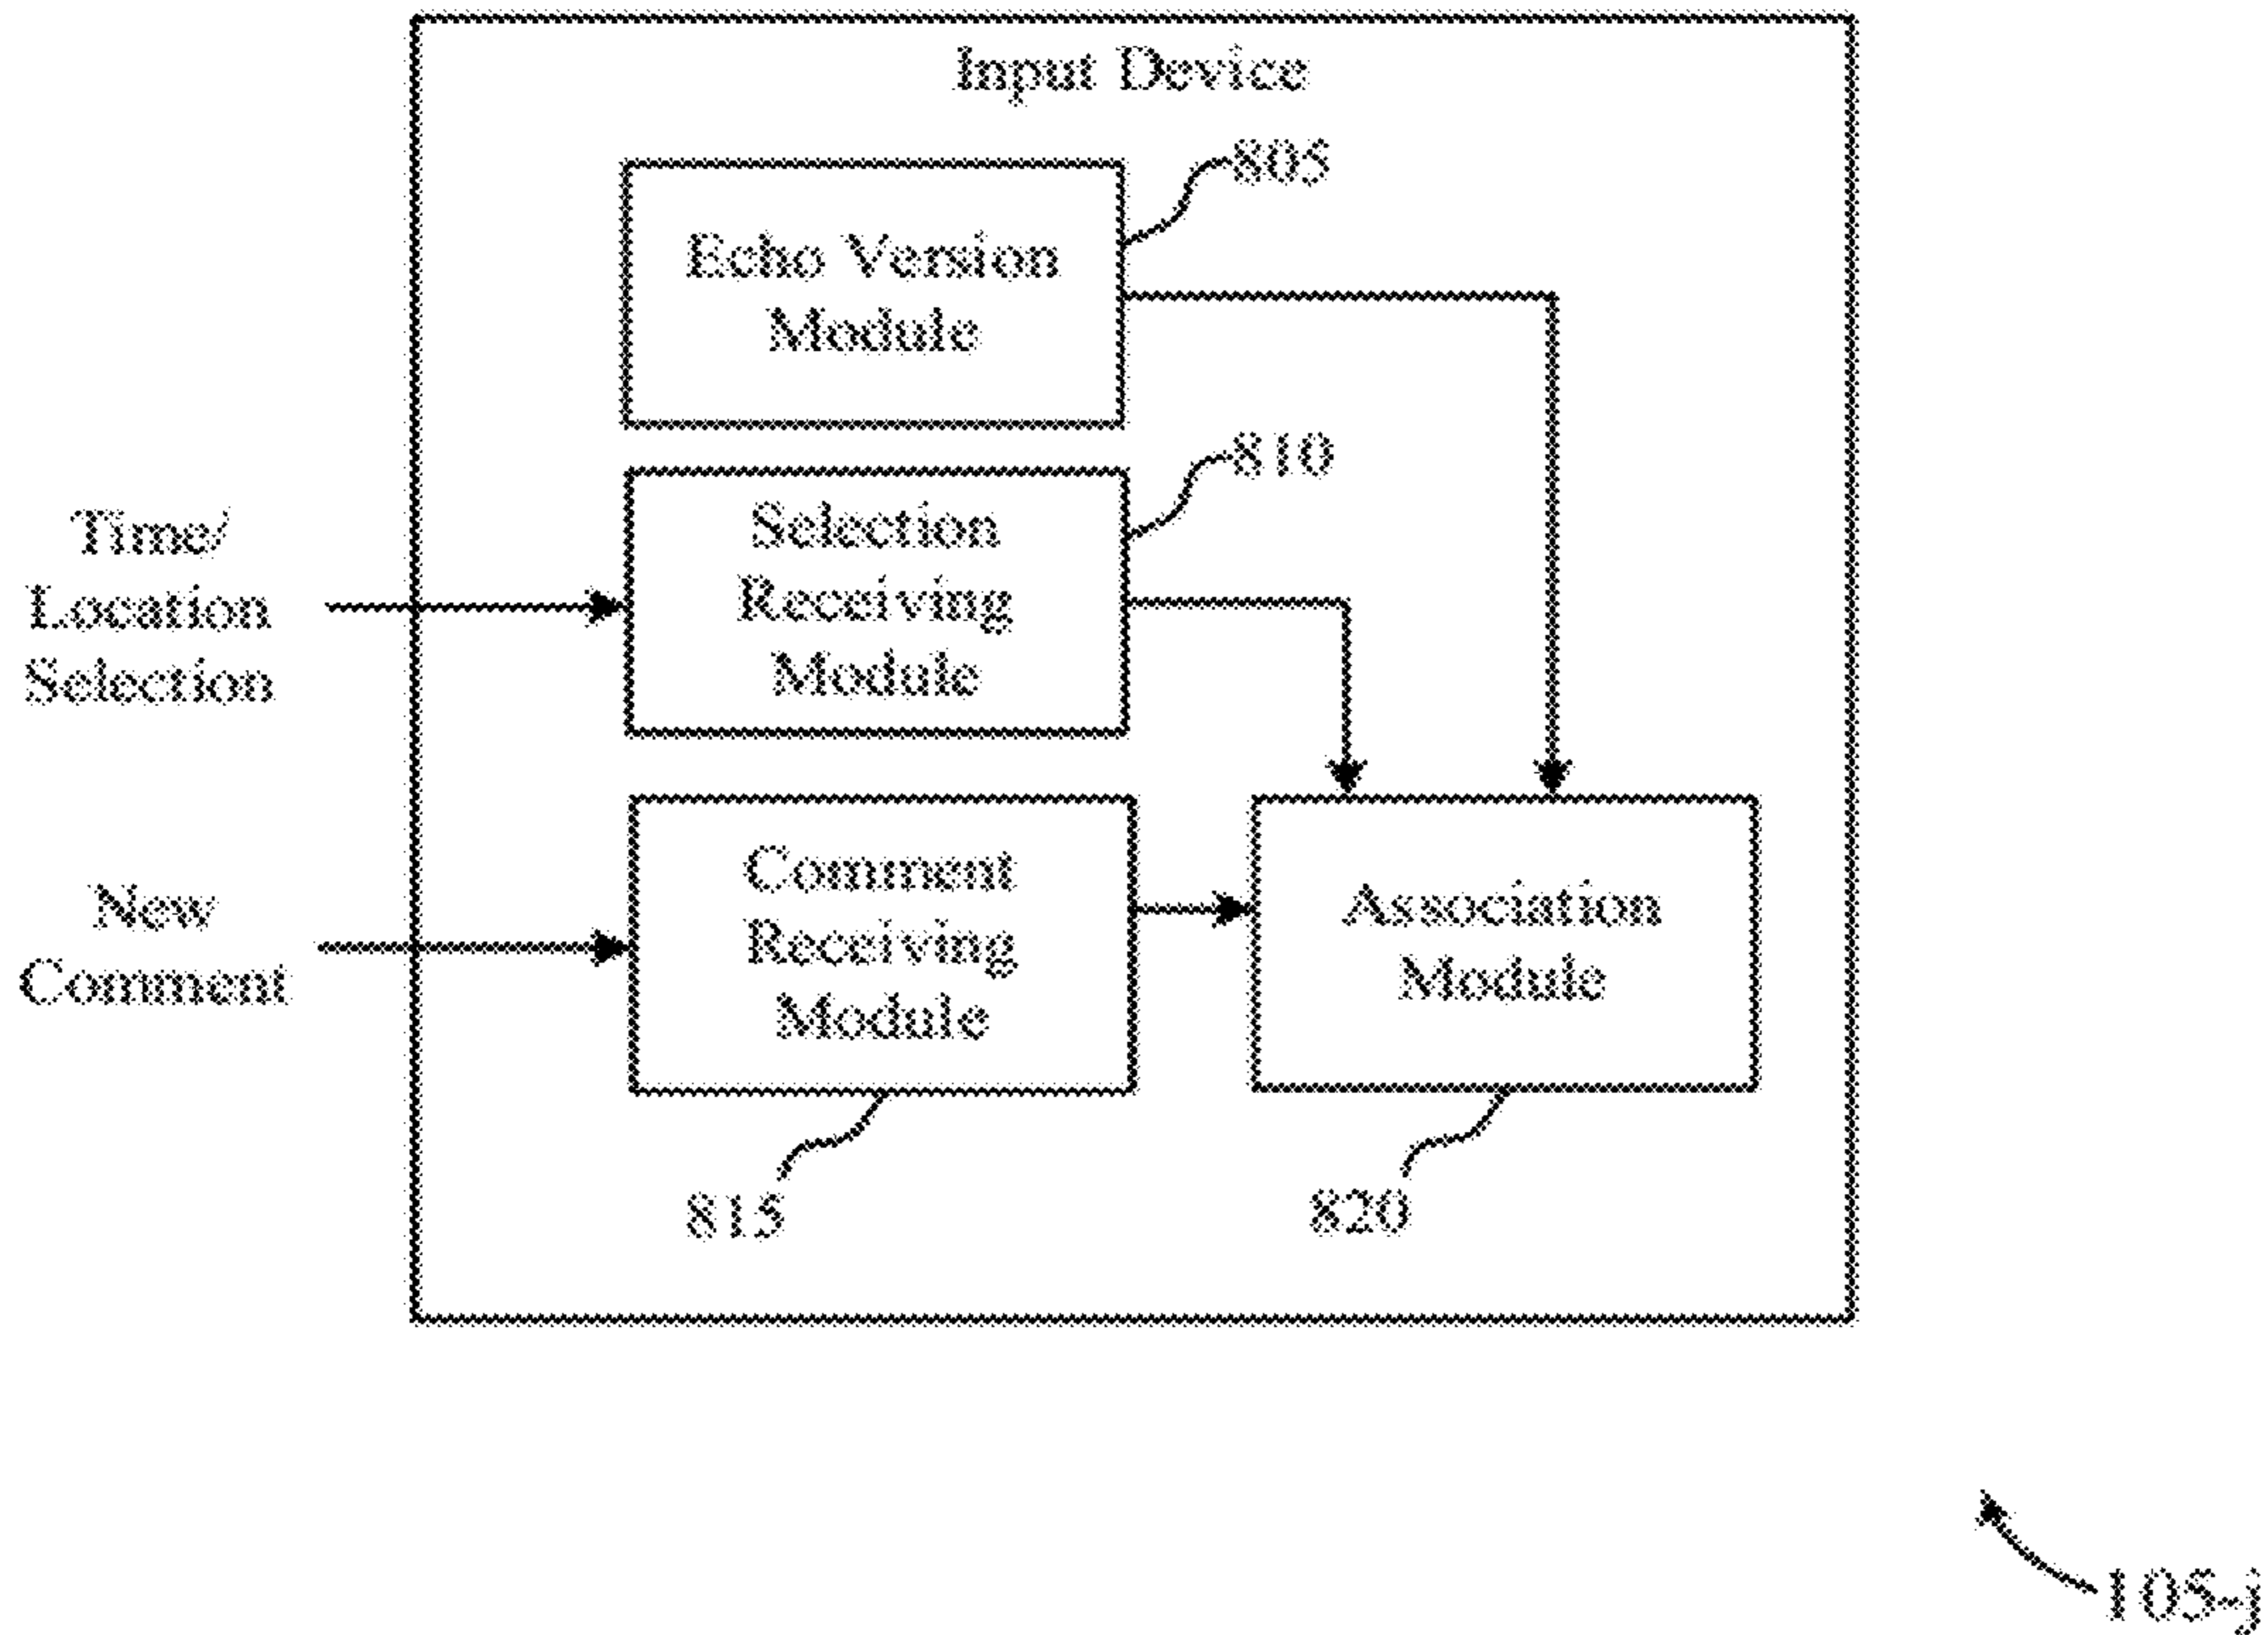 Input Device
805
Echo Version
Module
810
Time/
Location
Selection
Selection
Receiving
Module
New
Comment
Comment
Receiving
Module
Association
Module
815
820
105-j